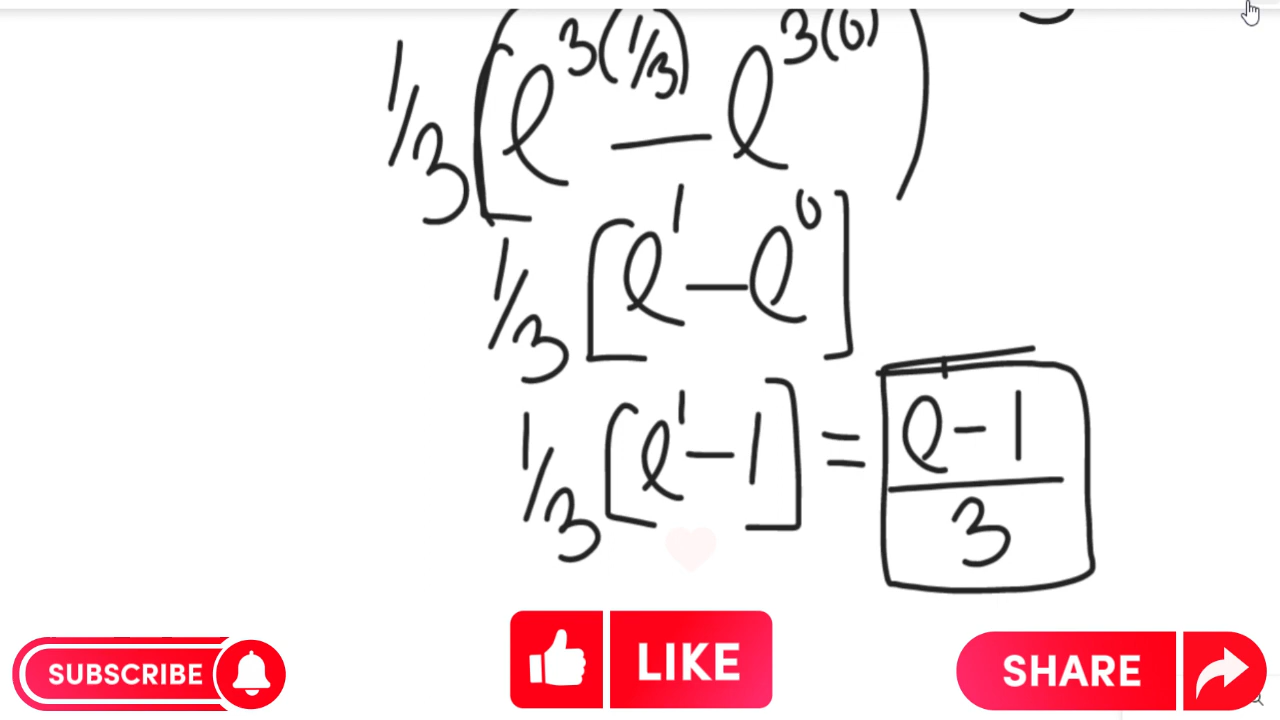 1/3 [e^3(1/3) — e^3(0))
1/3 [e^1 — e^0]
1/3 [e^1 — 1] = e-1/3
SUBSCRIBE LIKE SHARE